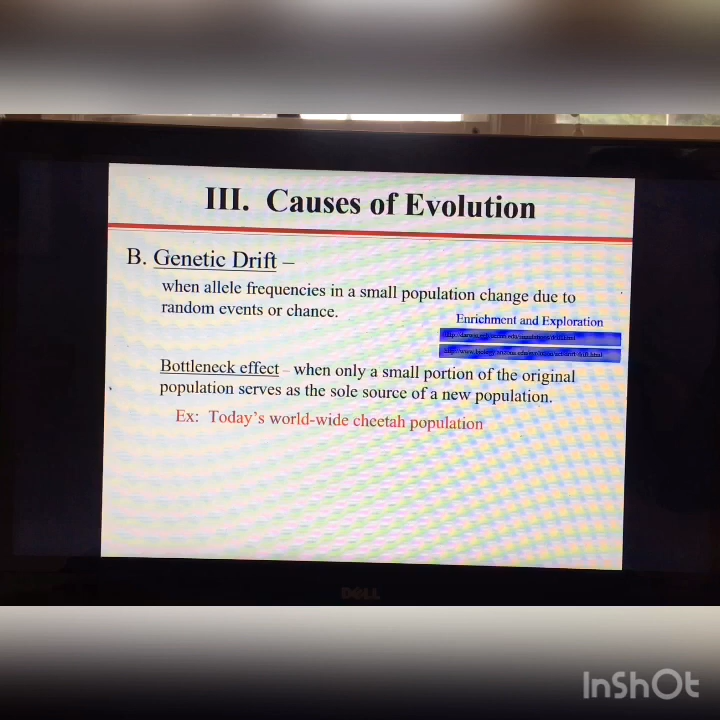 III. Causes of Evolution
B. Genetic Drift –
when allele frequencies in a small population change due to
random events or chance.
Enrichment and Exploration
Bottleneck effect – when only a small portion of the original
population serves as the sole source of a new population.
Ex: Today's world-wide cheetah population
DELL
InShOt